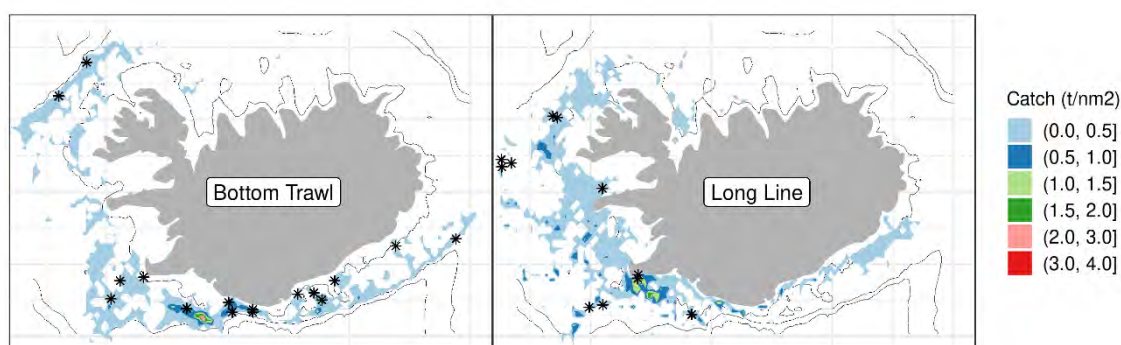 Bottom Trawl
Long Line
Catch (t/nm2)
(0.0, 0.5]
(0.5, 1.0]
(1.0, 1.5]
(1.5, 2.0]
(2.0, 3.0]
(3.0, 4.0]